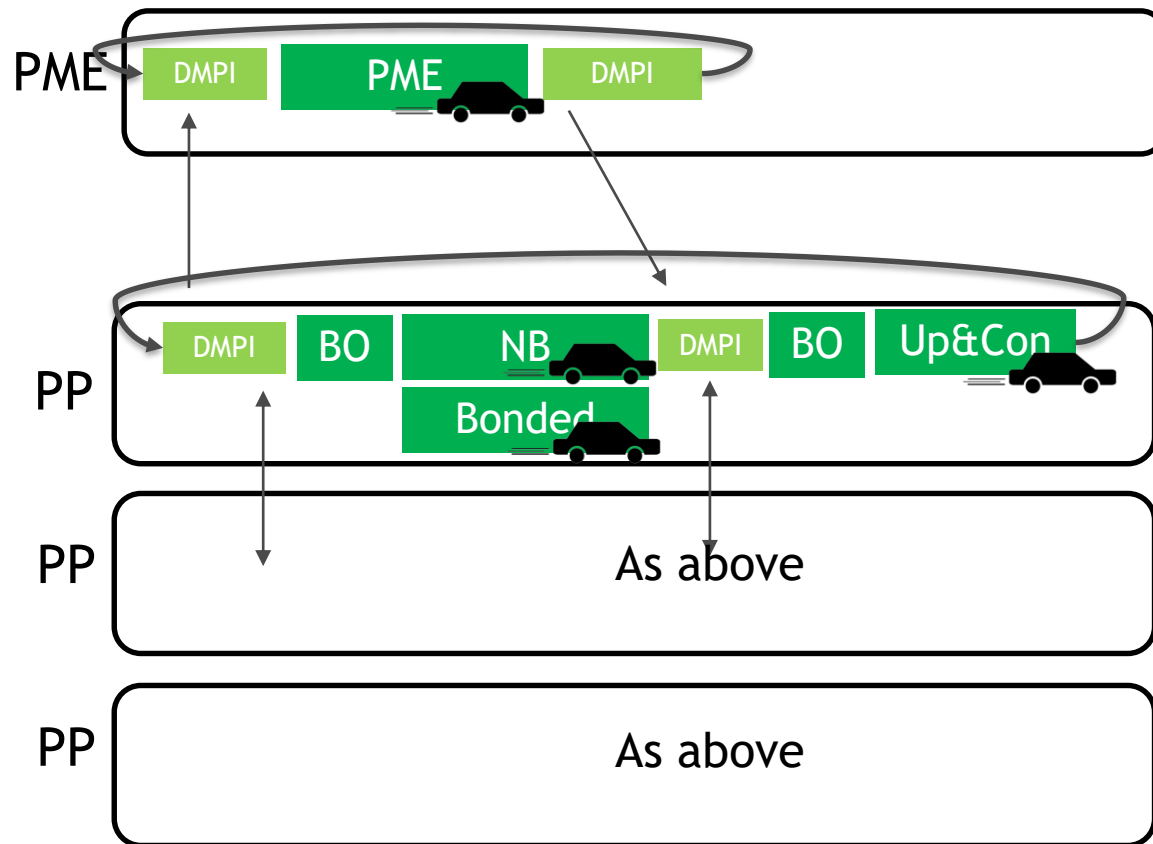 PME
DMPI
PME
DMPI
PP
DMPI
BO
NB
DMPI
BO
Up&Con
Bonded
PP
As above
PP
As above